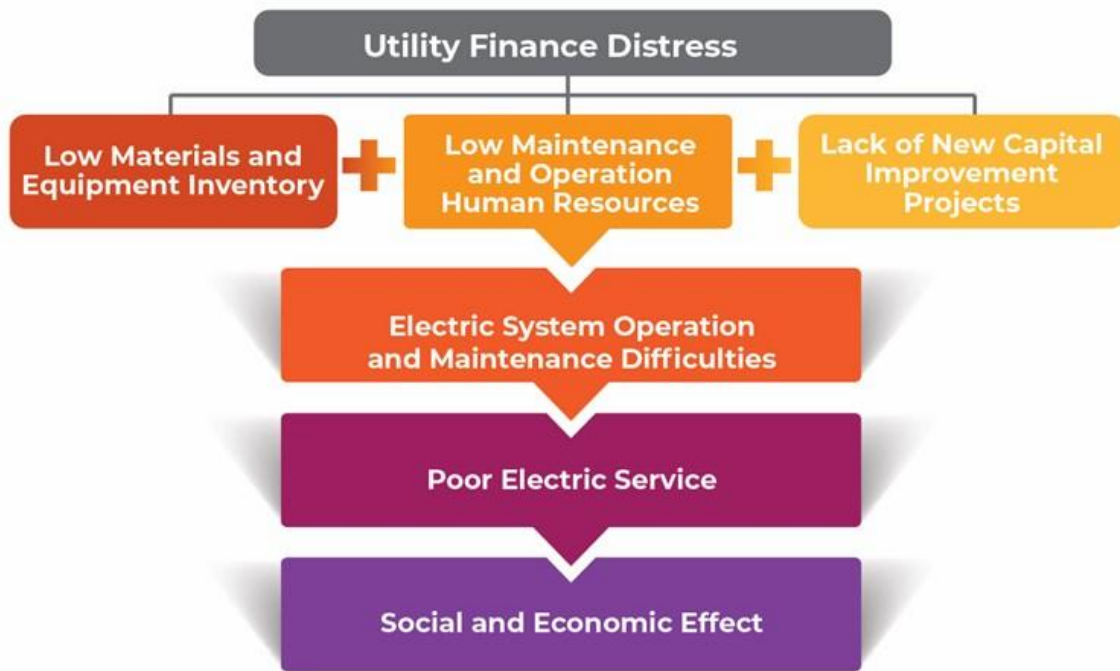 Utility Finance Distress
Low Materials and
Equipment Inventory
Low Maintenance
and Operation
Human Resources
Lack of New Capital
Improvement
Projects
Electric System Operation
and Maintenance Difficulties
Poor Electric Service
Social and Economic Effect